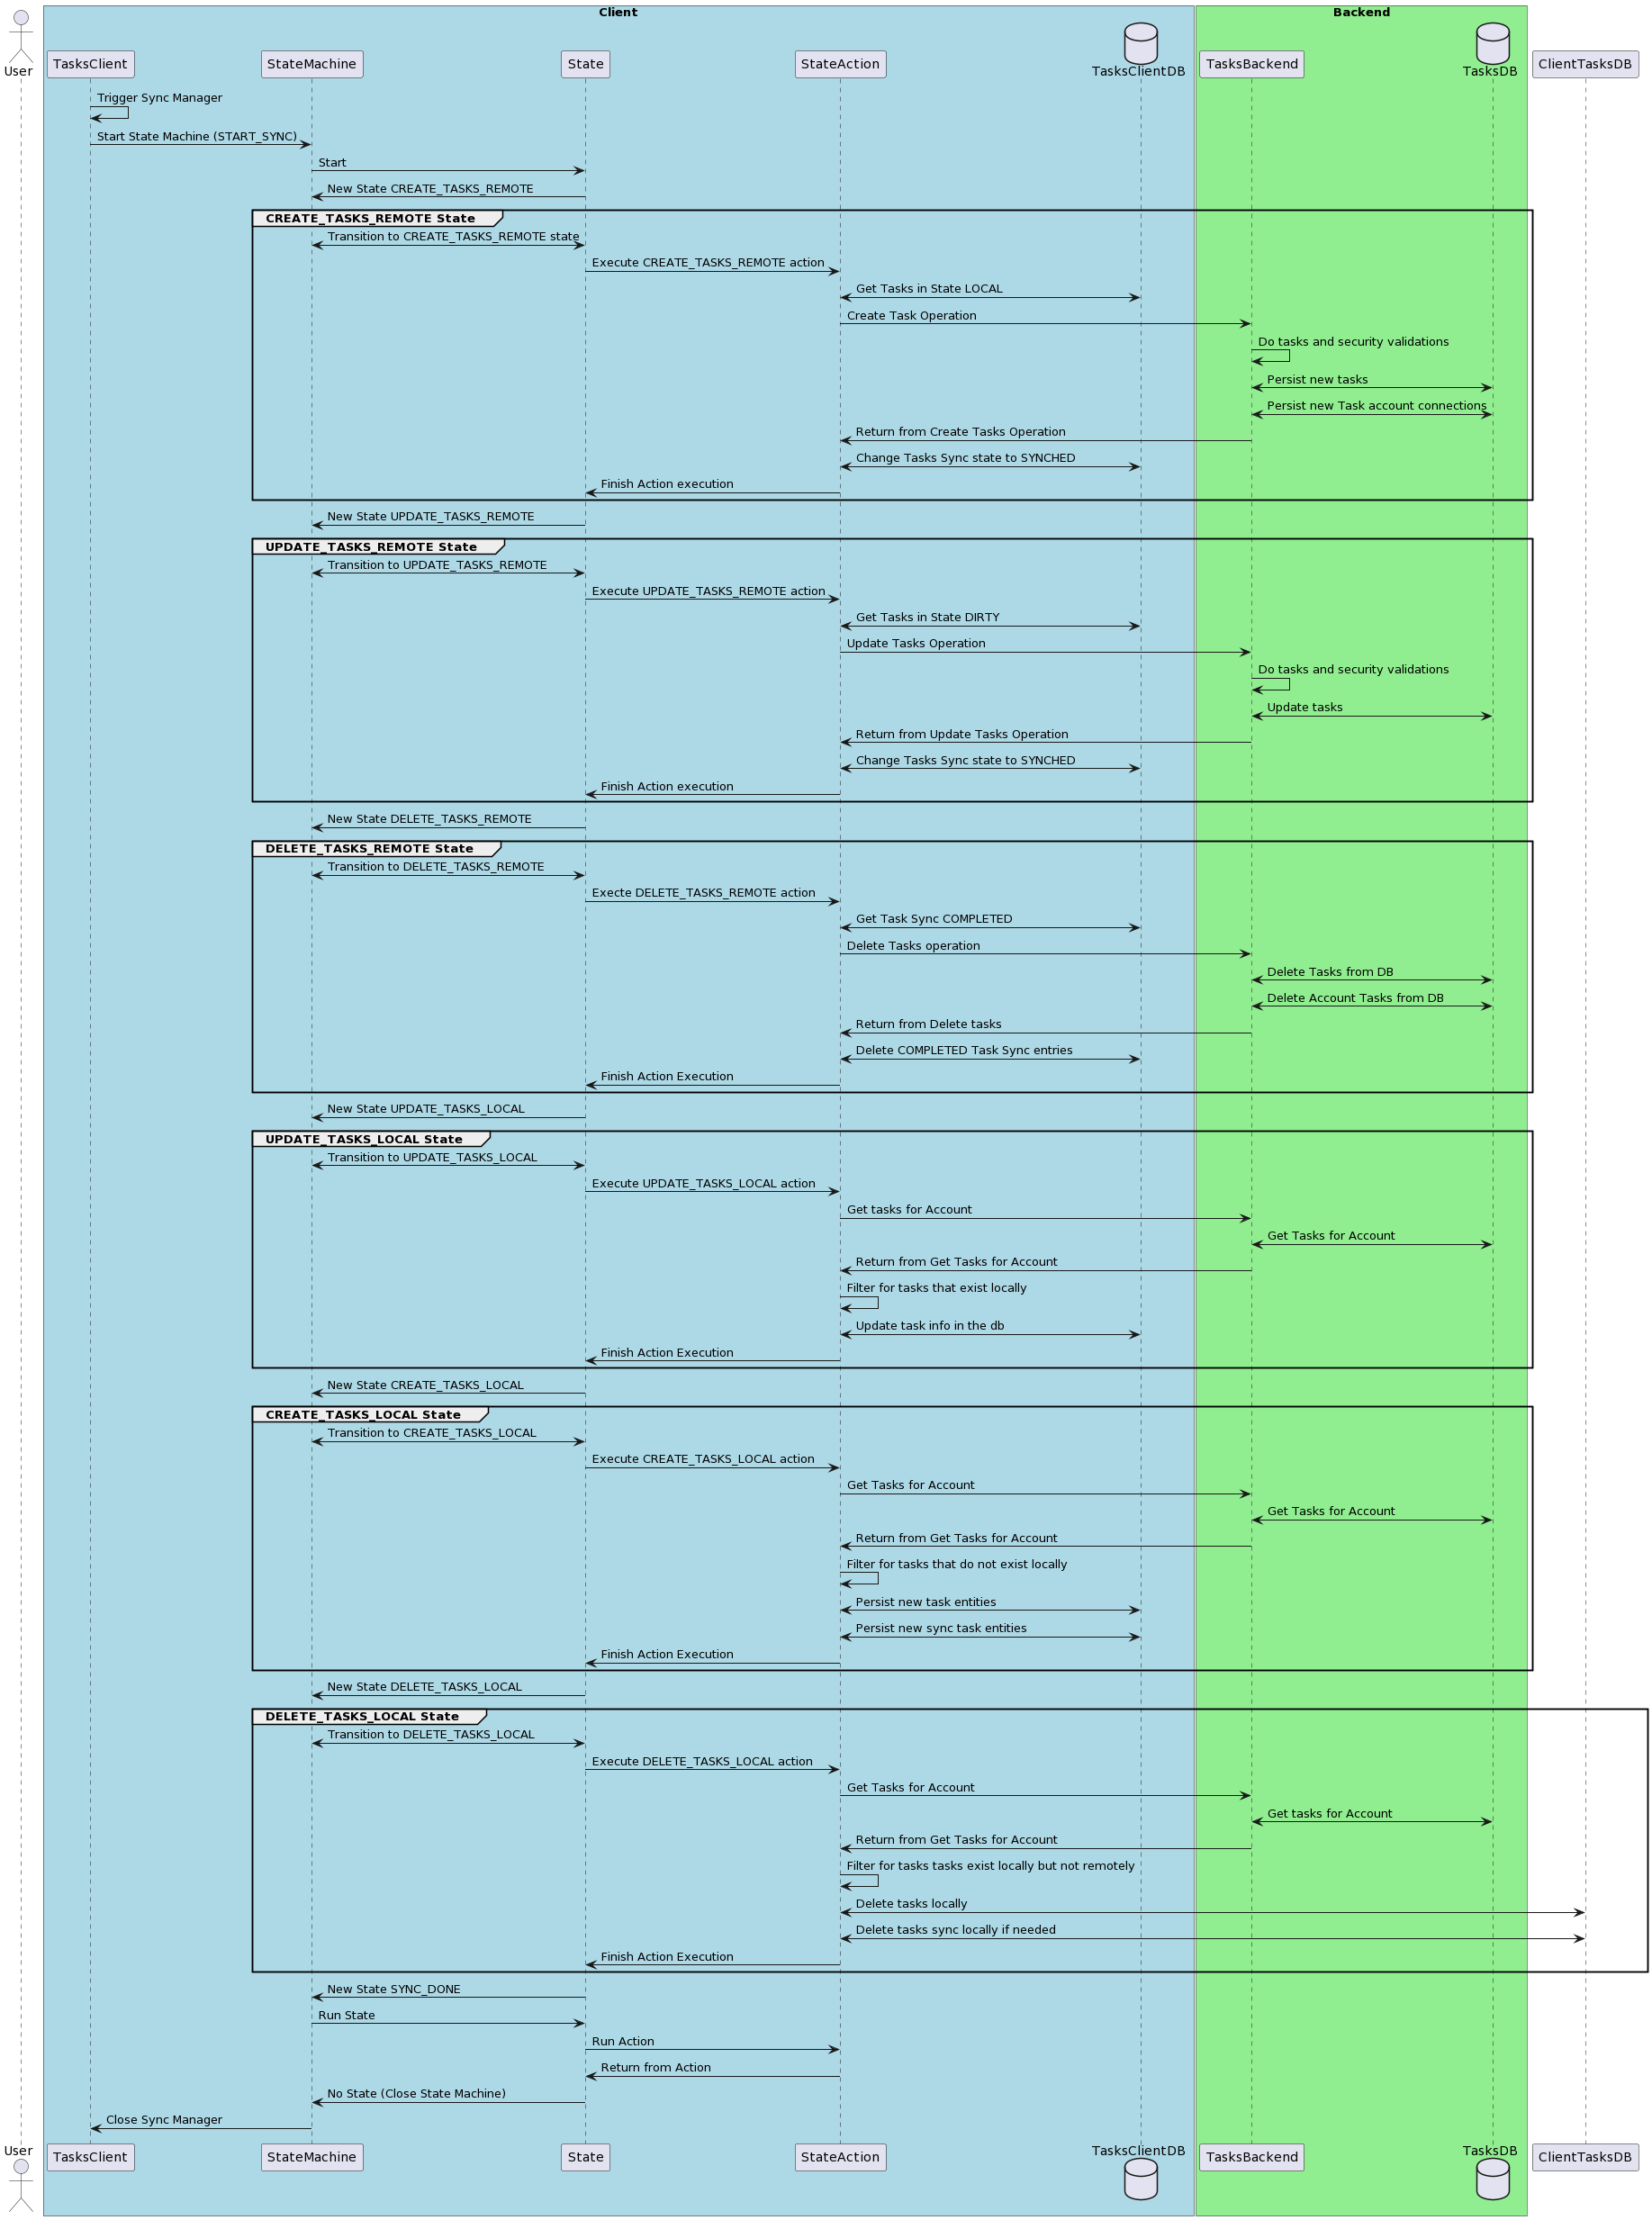 Client
Backend
User
TasksClient
StateMachine
State
StateAction
TasksClientDB
TasksBackend
TasksDB
ClientTasksDB
Trigger Sync Manager
Start State Machine (START_SYNC)
Start
New State CREATE_TASKS_REMOTE
CREATE_TASKS_REMOTE State
Transition to CREATE_TASKS_REMOTE state
Execute CREATE_TASKS_REMOTE action
Get Tasks in State LOCAL
Create Task Operation
Do tasks and security validations
Persist new tasks
Persist new Task account connections
Return from Create Tasks Operation
Change Tasks Sync state to SYNCHED
Finish Action execution
New State UPDATE_TASKS_REMOTE
UPDATE_TASKS_REMOTE State
Transition to UPDATE_TASKS_REMOTE
Execute UPDATE_TASKS_REMOTE action
Get Tasks in State DIRTY
Update Tasks Operation
Do tasks and security validations
Update tasks
Return from Update Tasks Operation
Change Tasks Sync state to SYNCHED
Finish Action execution
New State DELETE_TASKS_REMOTE
DELETE_TASKS_REMOTE State
Transition to DELETE_TASKS_REMOTE
Execte DELETE_TASKS_REMOTE action
Get Task Sync COMPLETED
Delete Tasks operation
Delete Tasks from DB
Delete Account Tasks from DB
Return from Delete tasks
Delete COMPLETED Task Sync entries
Finish Action Execution
New State UPDATE_TASKS_LOCAL
UPDATE_TASKS_LOCAL State
Transition to UPDATE_TASKS_LOCAL
Execute UPDATE_TASKS_LOCAL action
Get tasks for Account
Get Tasks for Account
Return from Get Tasks for Account
Filter for tasks that exist locally
Update task info in the db
Finish Action Execution
New State CREATE_TASKS_LOCAL
CREATE_TASKS_LOCAL State
Transition to CREATE_TASKS_LOCAL
Execute CREATE_TASKS_LOCAL action
Get Tasks for Account
Get Tasks for Account
Return from Get Tasks for Account
Filter for tasks that do not exist locally
Persist new task entities
Persist new sync task entities
Finish Action Execution
New State DELETE_TASKS_LOCAL
DELETE_TASKS_LOCAL State
Transition to DELETE_TASKS_LOCAL
Execute DELETE_TASKS_LOCAL action
Get Tasks for Account
Get tasks for Account
Return from Get Tasks for Account
Filter for tasks tasks exist locally but not remotely
Delete tasks locally
Delete tasks sync locally if needed
Finish Action Execution
New State SYNC_DONE
Run State
Run Action
Return from Action
No State (Close State Machine)
Close Sync Manager
User
TasksClient
StateMachine
State
StateAction
TasksClientDB
TasksBackend
TasksDB
ClientTasksDB